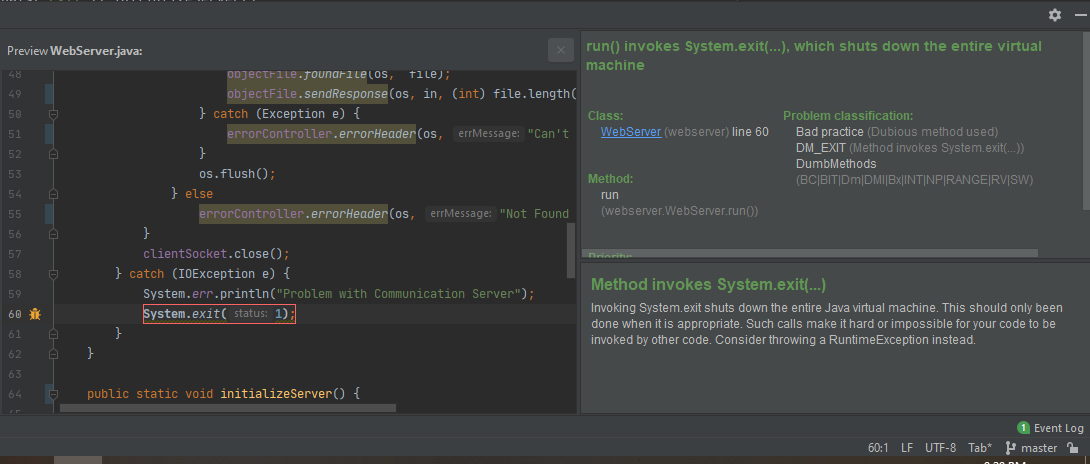 Preview WebServer.java:
48 objectFile.foundFile(os, file);
49 objectFile.sendResponse(os, in, (int) file.length(
50 } catch (Exception e) {
51 errorController.errorHeader(os, errMessage: "Can't
52 }
53 os.flush();
54 } else
55 errorController.errorHeader(os, errMessage: "Not Found
56 }
57 clientSocket.close();
58 } catch (IOException e) {
59 System.err.println("Problem with Communication Server");
60 System.exit( status: 1);
61 }
62 }
63
64 public static void initializeServer() {
run() invokes System.exit(...), which shuts down the entire virtual
machine
Class:
WebServer (webserver) line 60
Method:
run
(webserver.WebServer.run())
Priority:
Problem classification:
Bad practice (Dubious method used)
DM_EXIT (Method invokes System.exit(...))
DumbMethods
(BC|BIT|Dm|DMI|Bx|INT|NP|RANGE|RV|SW)
Method invokes System.exit(...)
Invoking System.exit shuts down the entire Java virtual machine. This should only been
done when it is appropriate. Such calls make it hard or impossible for your code to be
invoked by other code. Consider throwing a RuntimeException instead.
1 Event Log
60:1 LF UTF-8 Tab* master